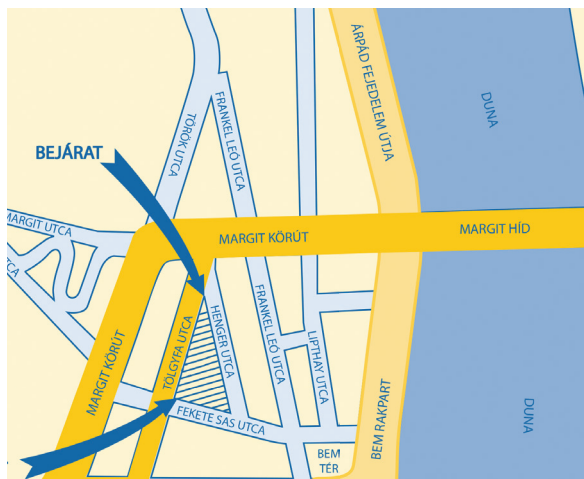 ÁRPÁD FEJEDELEM ÚTJA
DUNA
FRANKEL LEÓ UTCA
TÖRÖK UTCA
BEJÁRAT
MARGIT UTCA
MARGIT KÖRÚT
MARGIT HÍD
UTCA
HENGER UTCA
FRANKEL LEÓ UTCA
TÖLGYFA UTCA
LIPTHAY UTCA
MARGIT KÖRÚT
FEKETE SAS UTCA
BEM RAKPART
DUNA
BEM
TÉR